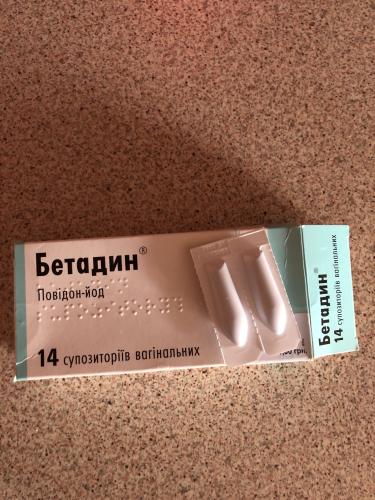 Бетадин®
Повідон-йод
14 супозиторіїв вагінальних
Бетадин®
14 супозиторіїв вагінальних